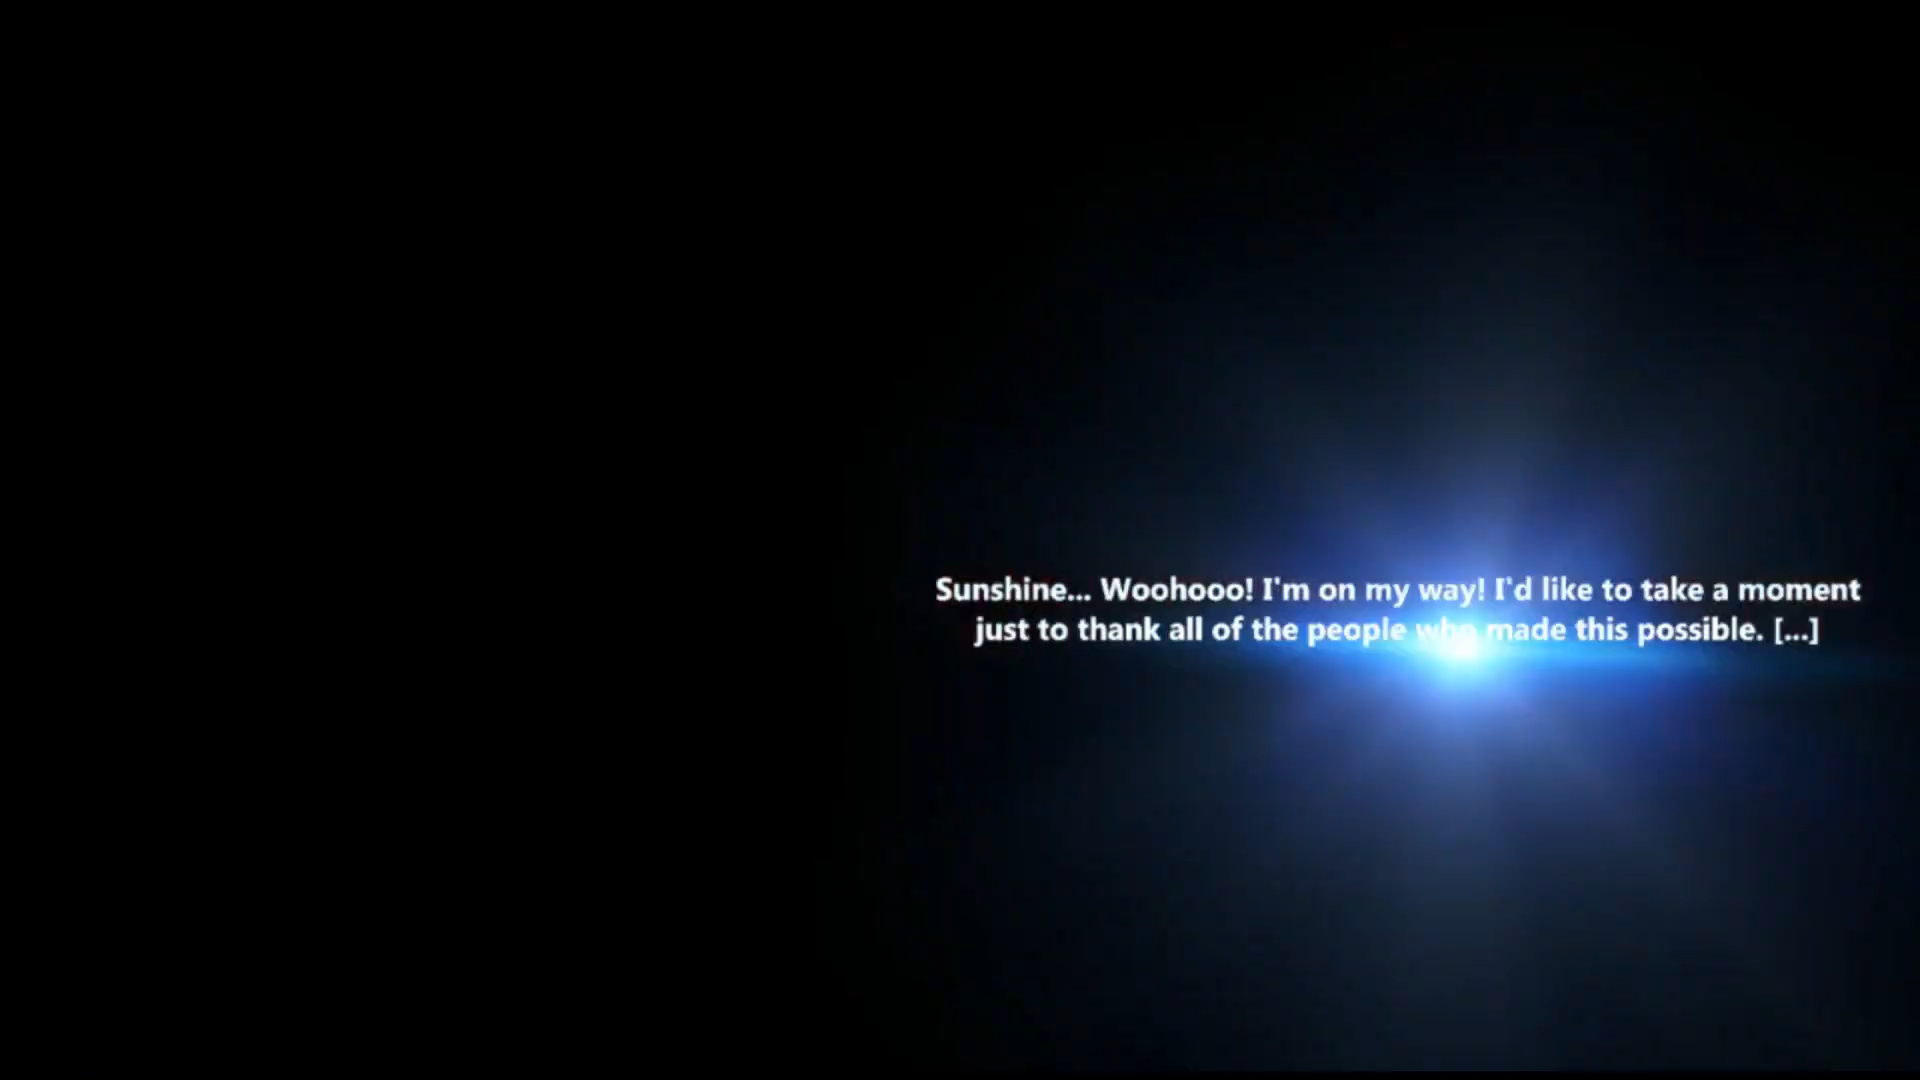 Sunshine... Woohooo! I'm on my way! I'd like to take a moment
just to thank all of the people who made this possible. [...]